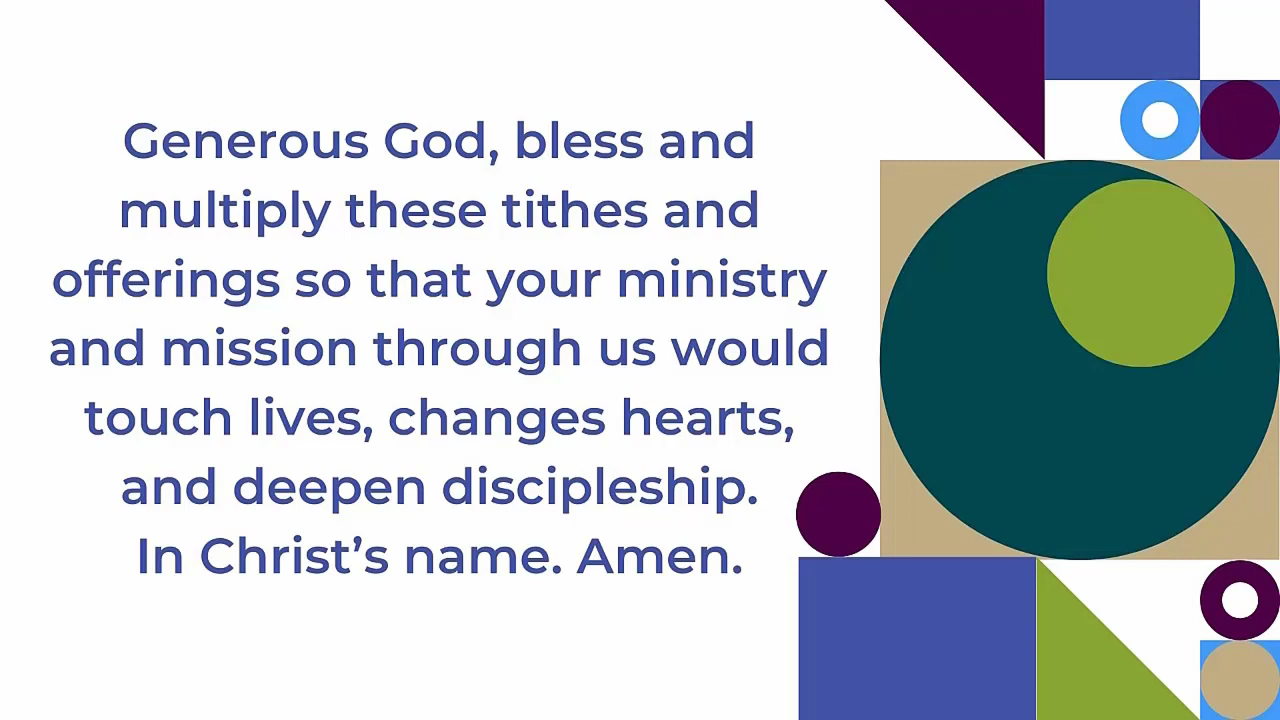 Generous God, bless and
multiply these tithes and
offerings so that your ministry
and mission through us would
touch lives, changes hearts,
and deepen discipleship.
In Christ’s name. Amen.